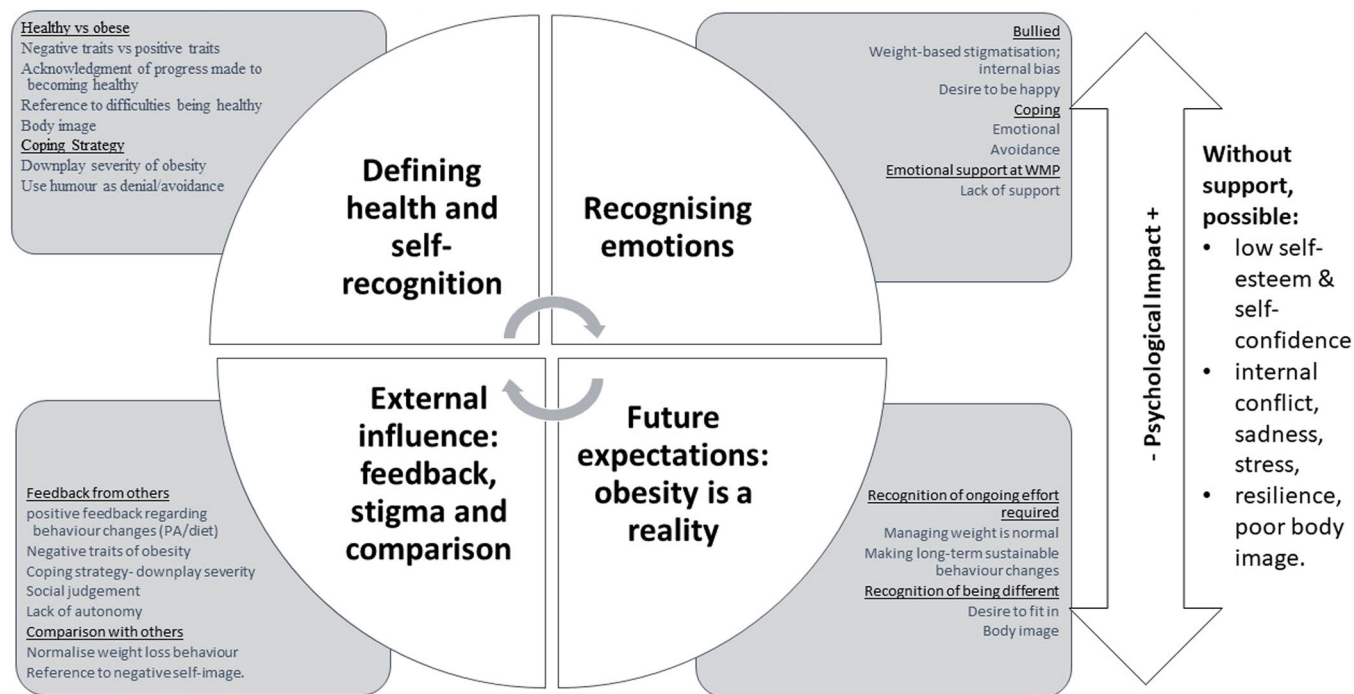 Healthy vs obese
Negative traits vs positive traits
Acknowledgment of progress made to
becoming healthy
Reference to difficulties being healthy
Body image
Coping Strategy
Downplay severity of obesity
Use humour as denial/avoidance
Defining
health and
self-
recognition
Recognising
emotions
Bullied
Weight-based stigmatisation;
internal bias
Desire to be happy
Coping
Emotional
Avoidance
Emotional support at WMP
Lack of support
Feedback from others
positive feedback regarding
behaviour changes (PA/diet)
Negative traits of obesity
Coping strategy- downplay severity
Social judgement
Lack of autonomy
Comparison with others
Normalise weight loss behaviour
Reference to negative self-image.
External
influence:
feedback,
stigma and
comparison
Future
expectations:
obesity is a
reality
Recognition of ongoing effort
required
Managing weight is normal
Making long-term sustainable
behaviour changes
Recognition of being different
Desire to fit in
Body image
- Psychological Impact +
Without
support,
possible:
• low self-
esteem &
self-
confidence
• internal
conflict,
sadness,
stress,
• resilience,
poor body
image.